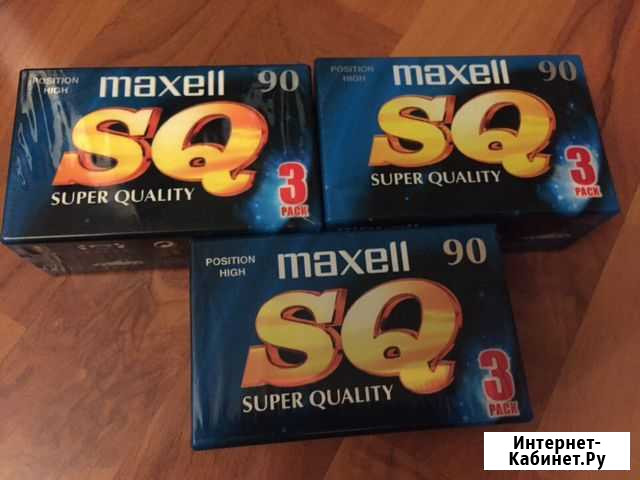 POSITION
HIGH
maxell 90
SQ
SUPER QUALITY
3
PACK
POSITION
HIGH
maxell 90
SQ
SUPER QUALITY
3
PACK
POSITION
HIGH
maxell 90
SQ
SUPER QUALITY
3
PACK
Интернет-
Кабинет.Ру